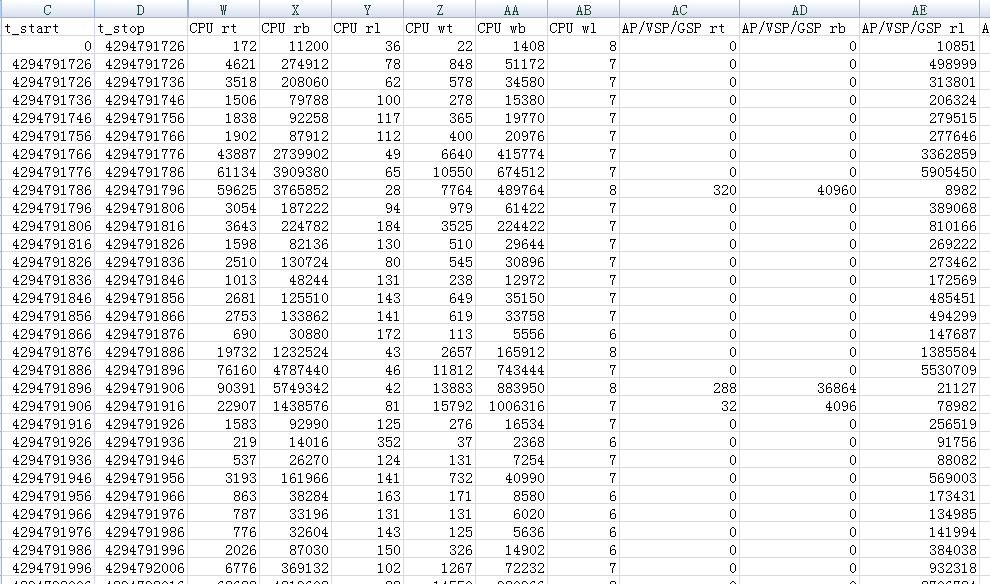 C D W X Y Z AA AB AC AD AE
t_start t_stop CPU rt CPU rb CPU rl CPU wt CPU wb CPU wl AP/VSP/GSP rt AP/VSP/GSP rb AP/VSP/GSP rl A
0 4294791726 172 11200 36 22 1408 8 0 0 10851
4294791726 4294791726 4621 274912 78 848 51172 7 0 0 498999
4294791726 4294791736 3518 208060 62 578 34580 7 0 0 313801
4294791736 4294791746 1506 79788 100 278 15380 7 0 0 206324
4294791746 4294791756 1838 92258 117 365 19770 7 0 0 279515
4294791756 4294791766 1902 87912 112 400 20976 7 0 0 277646
4294791766 4294791776 43887 2739902 49 6640 415774 7 0 0 3362859
4294791776 4294791786 61134 3909380 65 10550 674512 7 0 0 5905450
4294791786 4294791796 59625 3765852 28 7764 489764 8 320 40960 8982
4294791796 4294791806 3054 187222 94 979 61422 7 0 0 389068
4294791806 4294791816 3643 224782 184 3525 224422 7 0 0 810166
4294791816 4294791826 1598 82136 130 510 29644 7 0 0 269222
4294791826 4294791836 2510 130724 80 545 30896 7 0 0 273462
4294791836 4294791846 1013 48244 131 238 12972 7 0 0 172569
4294791846 4294791856 2681 125510 143 649 35150 7 0 0 485451
4294791856 4294791866 2753 133862 141 619 33758 7 0 0 494299
4294791866 4294791876 690 30880 172 113 5556 6 0 0 147687
4294791876 4294791886 19732 1232524 43 2657 165912 8 0 0 1385584
4294791886 4294791896 76160 4787440 46 11812 743444 7 0 0 5530709
4294791896 4294791906 90391 5749342 42 13883 883950 8 288 36864 21127
4294791906 4294791916 22907 1438576 81 15792 1006316 7 32 4096 78982
4294791916 4294791926 1583 92990 125 276 16534 7 0 0 256519
4294791926 4294791936 219 14016 352 37 2368 6 0 0 91756
4294791936 4294791946 537 26270 124 131 7254 7 0 0 88082
4294791946 4294791956 3193 161966 141 732 40990 7 0 0 569003
4294791956 4294791966 863 38284 163 171 8580 6 0 0 173431
4294791966 4294791976 787 33196 131 131 6020 6 0 0 134985
4294791976 4294791986 776 32604 143 125 5636 6 0 0 141994
4294791986 4294791996 2026 87030 150 326 14902 6 0 0 384038
4294791996 4294792006 6776 369132 102 1267 72232 7 0 0 932318